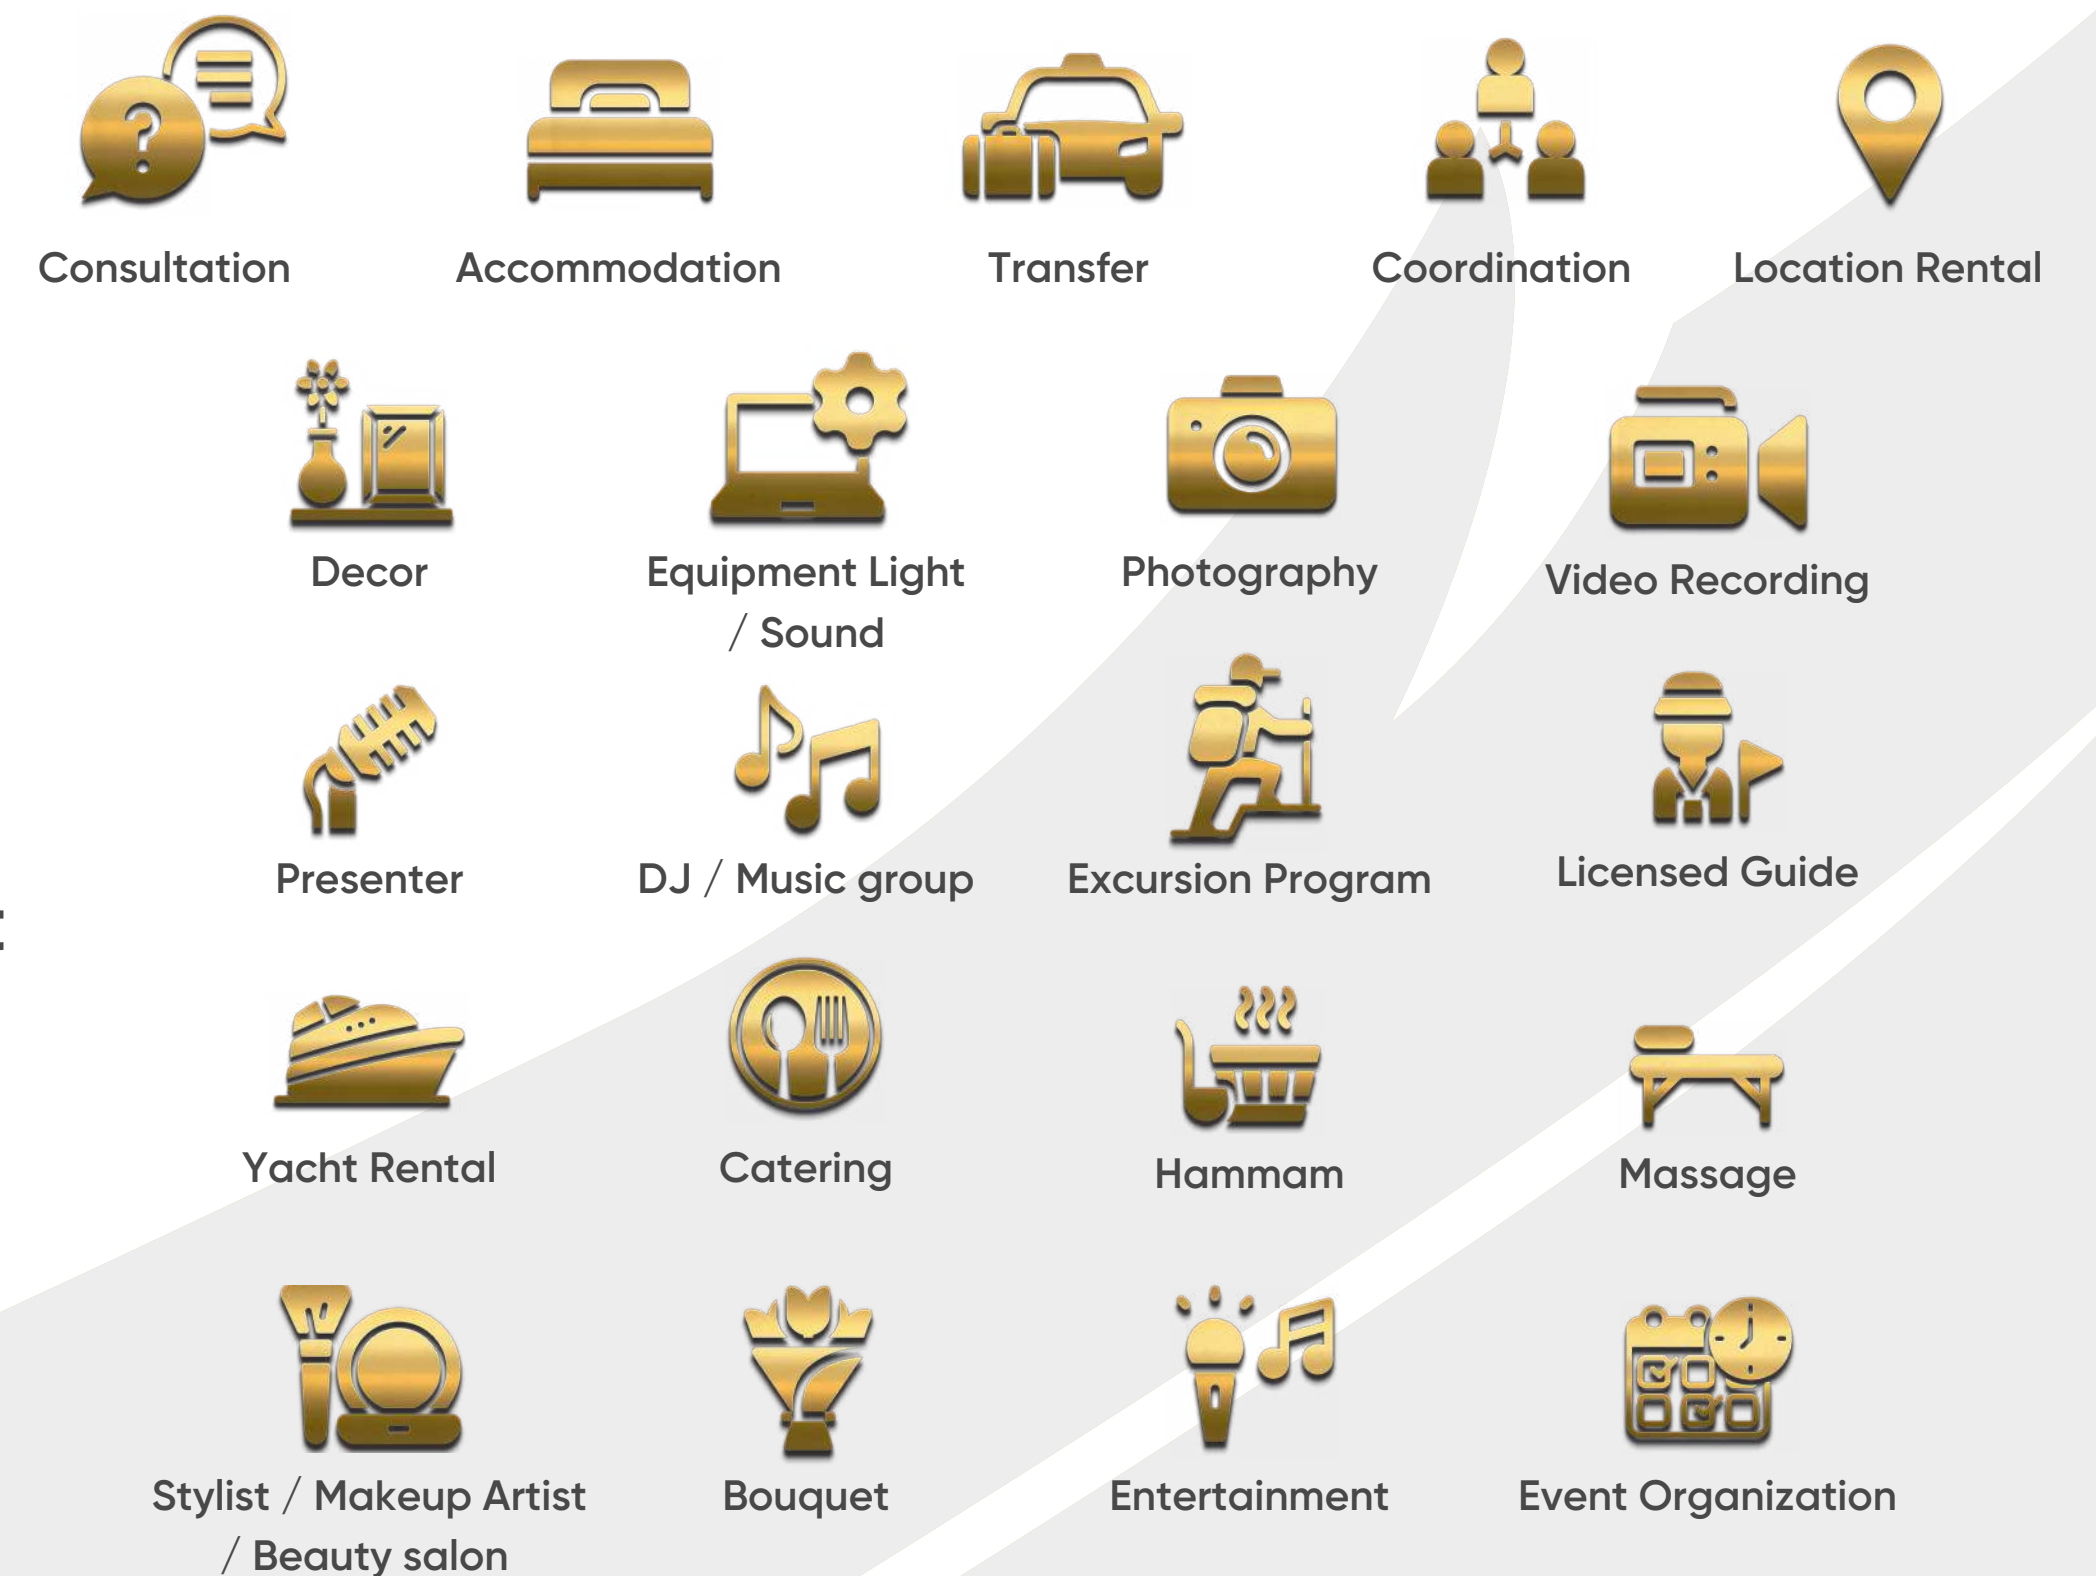 Consultation
Accommodation
Transfer
Coordination
Location Rental
Decor
Equipment Light
/ Sound
Photography
Video Recording
Presenter
DJ / Music group
Excursion Program
Licensed Guide
Yacht Rental
Catering
Hammam
Massage
Stylist / Makeup Artist
/ Beauty salon
Bouquet
Entertainment
Event Organization